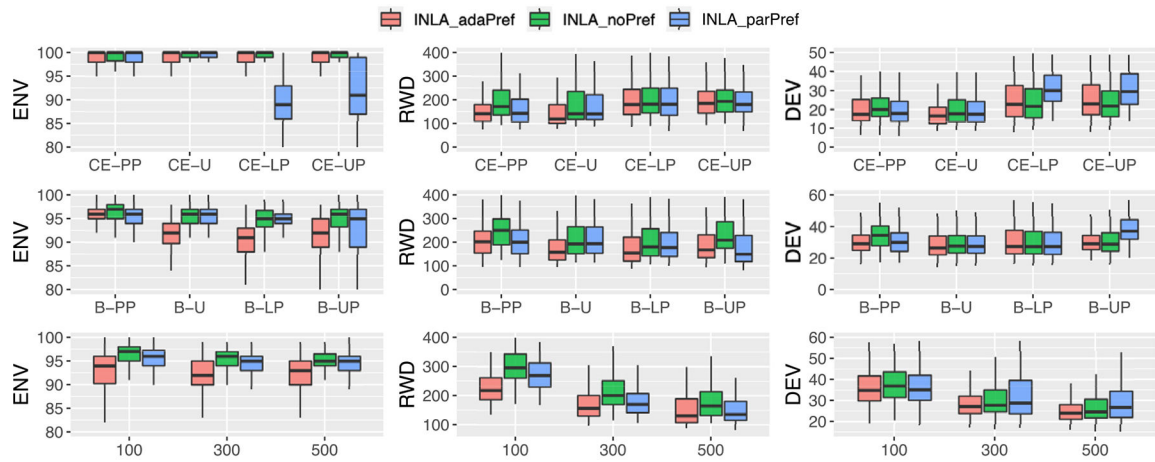 INLA_adaPref INLA_noPref INLA_parPref
ENV
100
95
90
85
80
CE-PP CE-U CE-LP CE-UP
RWD
400
300
200
100
0
CE-PP CE-U CE-LP CE-UP
DEV
50
40
30
20
10
0
CE-PP CE-U CE-LP CE-UP
ENV
100
95
90
85
80
B-PP B-U B-LP B-UP
RWD
400
300
200
100
0
B-PP B-U B-LP B-UP
DEV
60
40
20
0
B-PP B-U B-LP B-UP
ENV
100
95
90
85
80
100 300 500
RWD
400
300
200
100
100 300 500
DEV
60
50
40
30
20
100 300 500